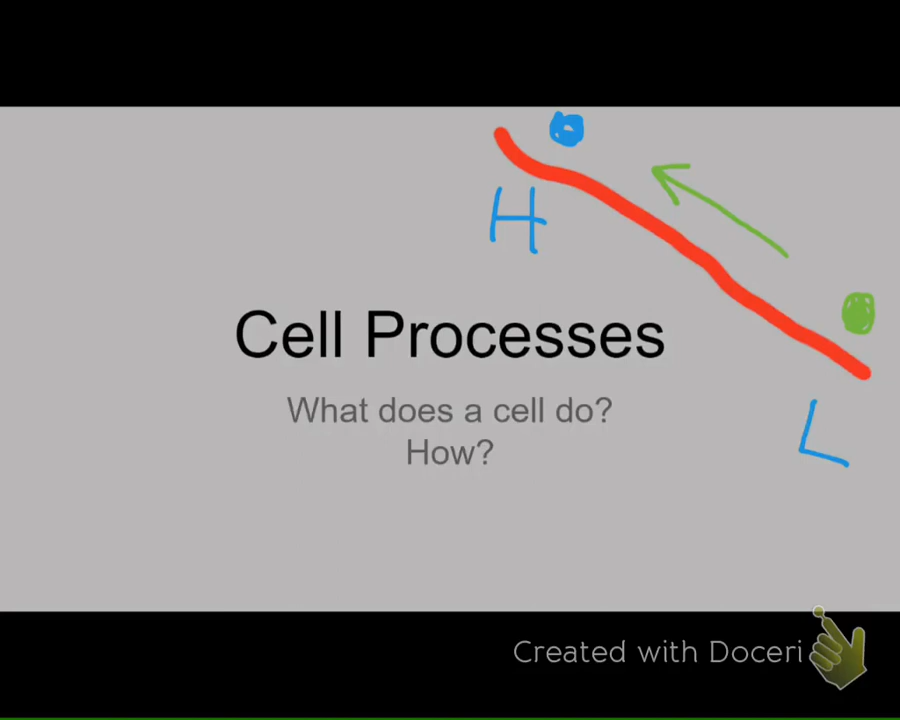 H
Cell Processes
What does a cell do?
How?
L
Created with Doceri